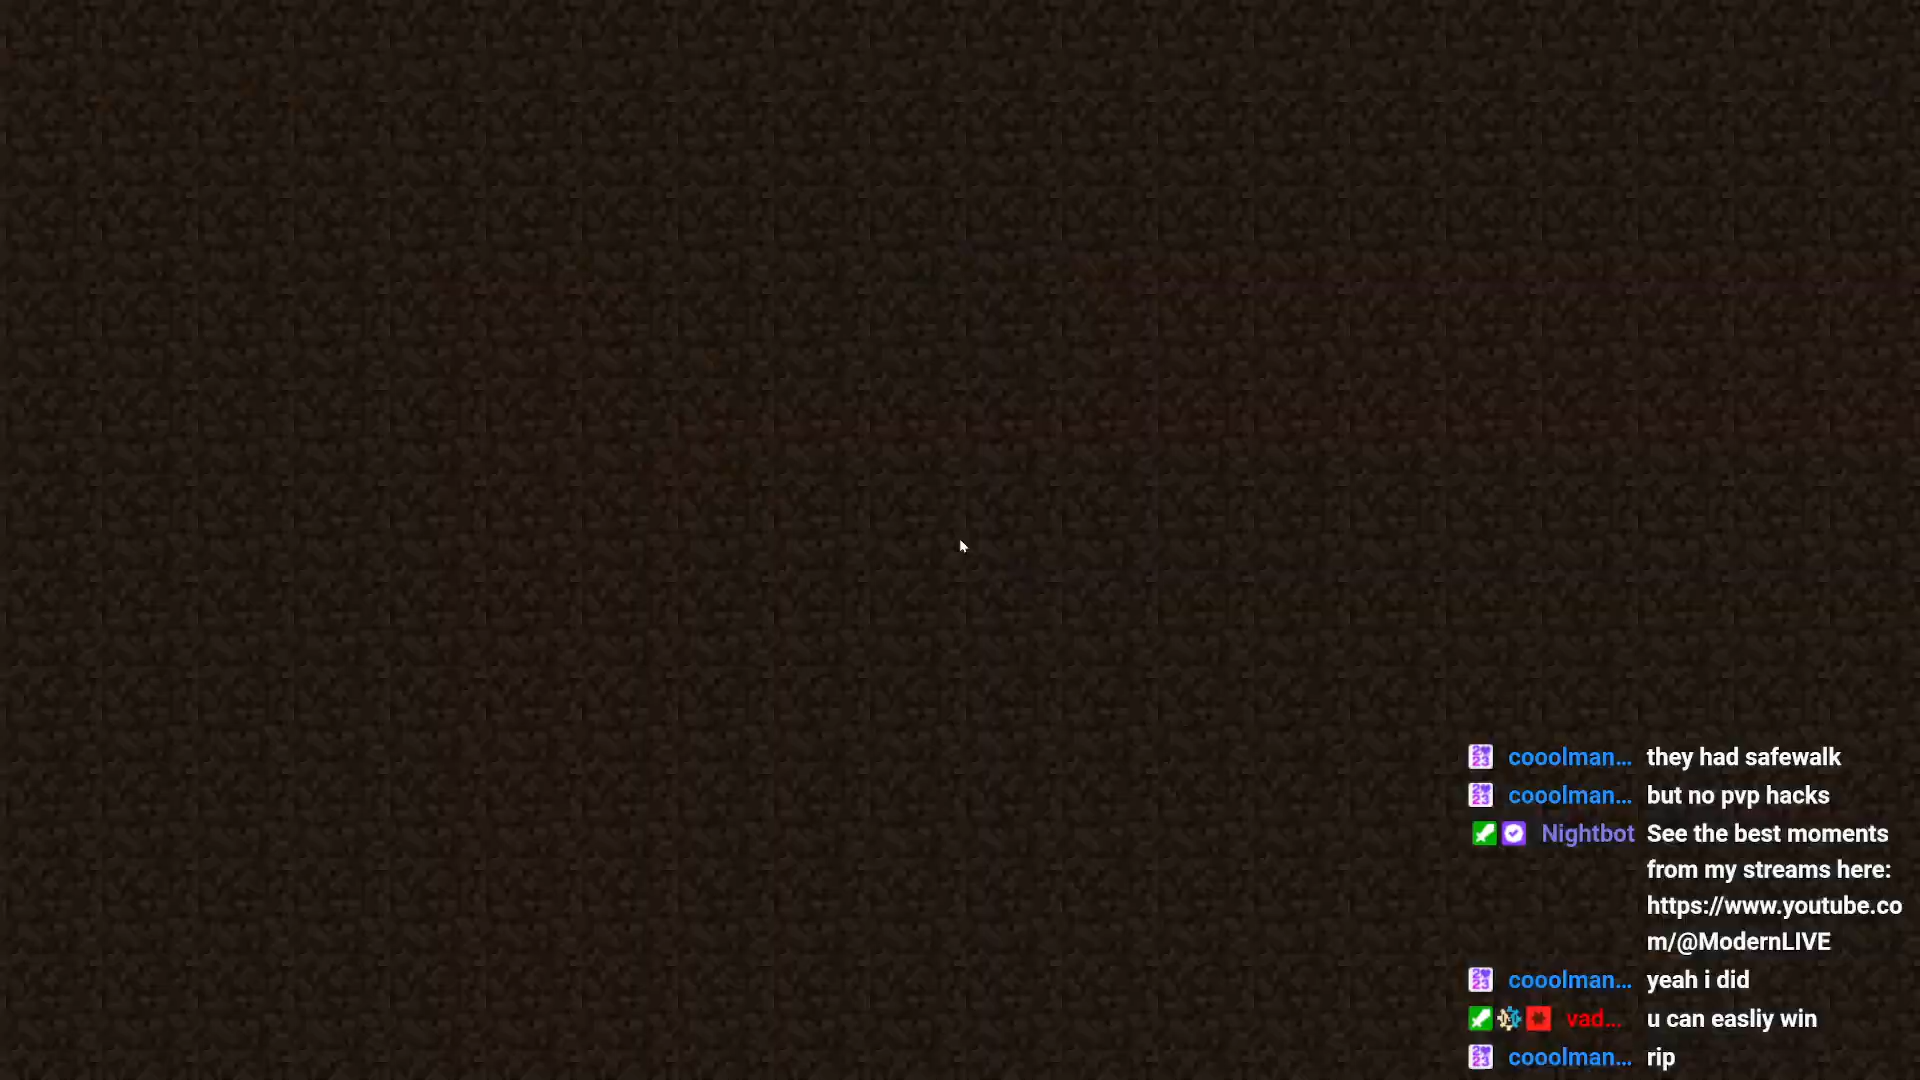 cooolman... they had safewalk
cooolman... but no pvp hacks
Nightbot See the best moments
from my streams here:
https://www.youtube.co
m/@ModernLIVE
cooolman... yeah i did
vad... u can easliy win
cooolman... rip